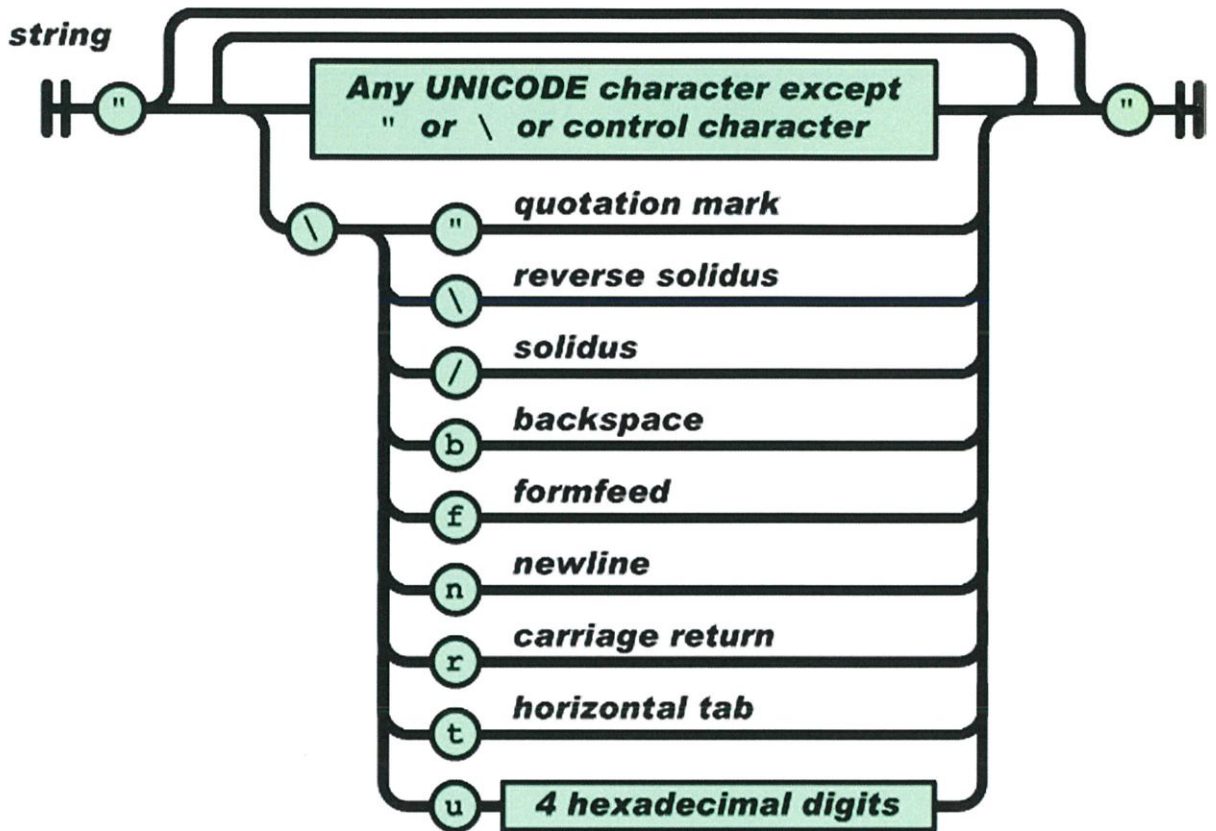 string
"
Any UNICODE character except
" or \ or control character
"
\
" quotation mark
\ reverse solidus
/ solidus
b backspace
f formfeed
n newline
r carriage return
t horizontal tab
u 4 hexadecimal digits